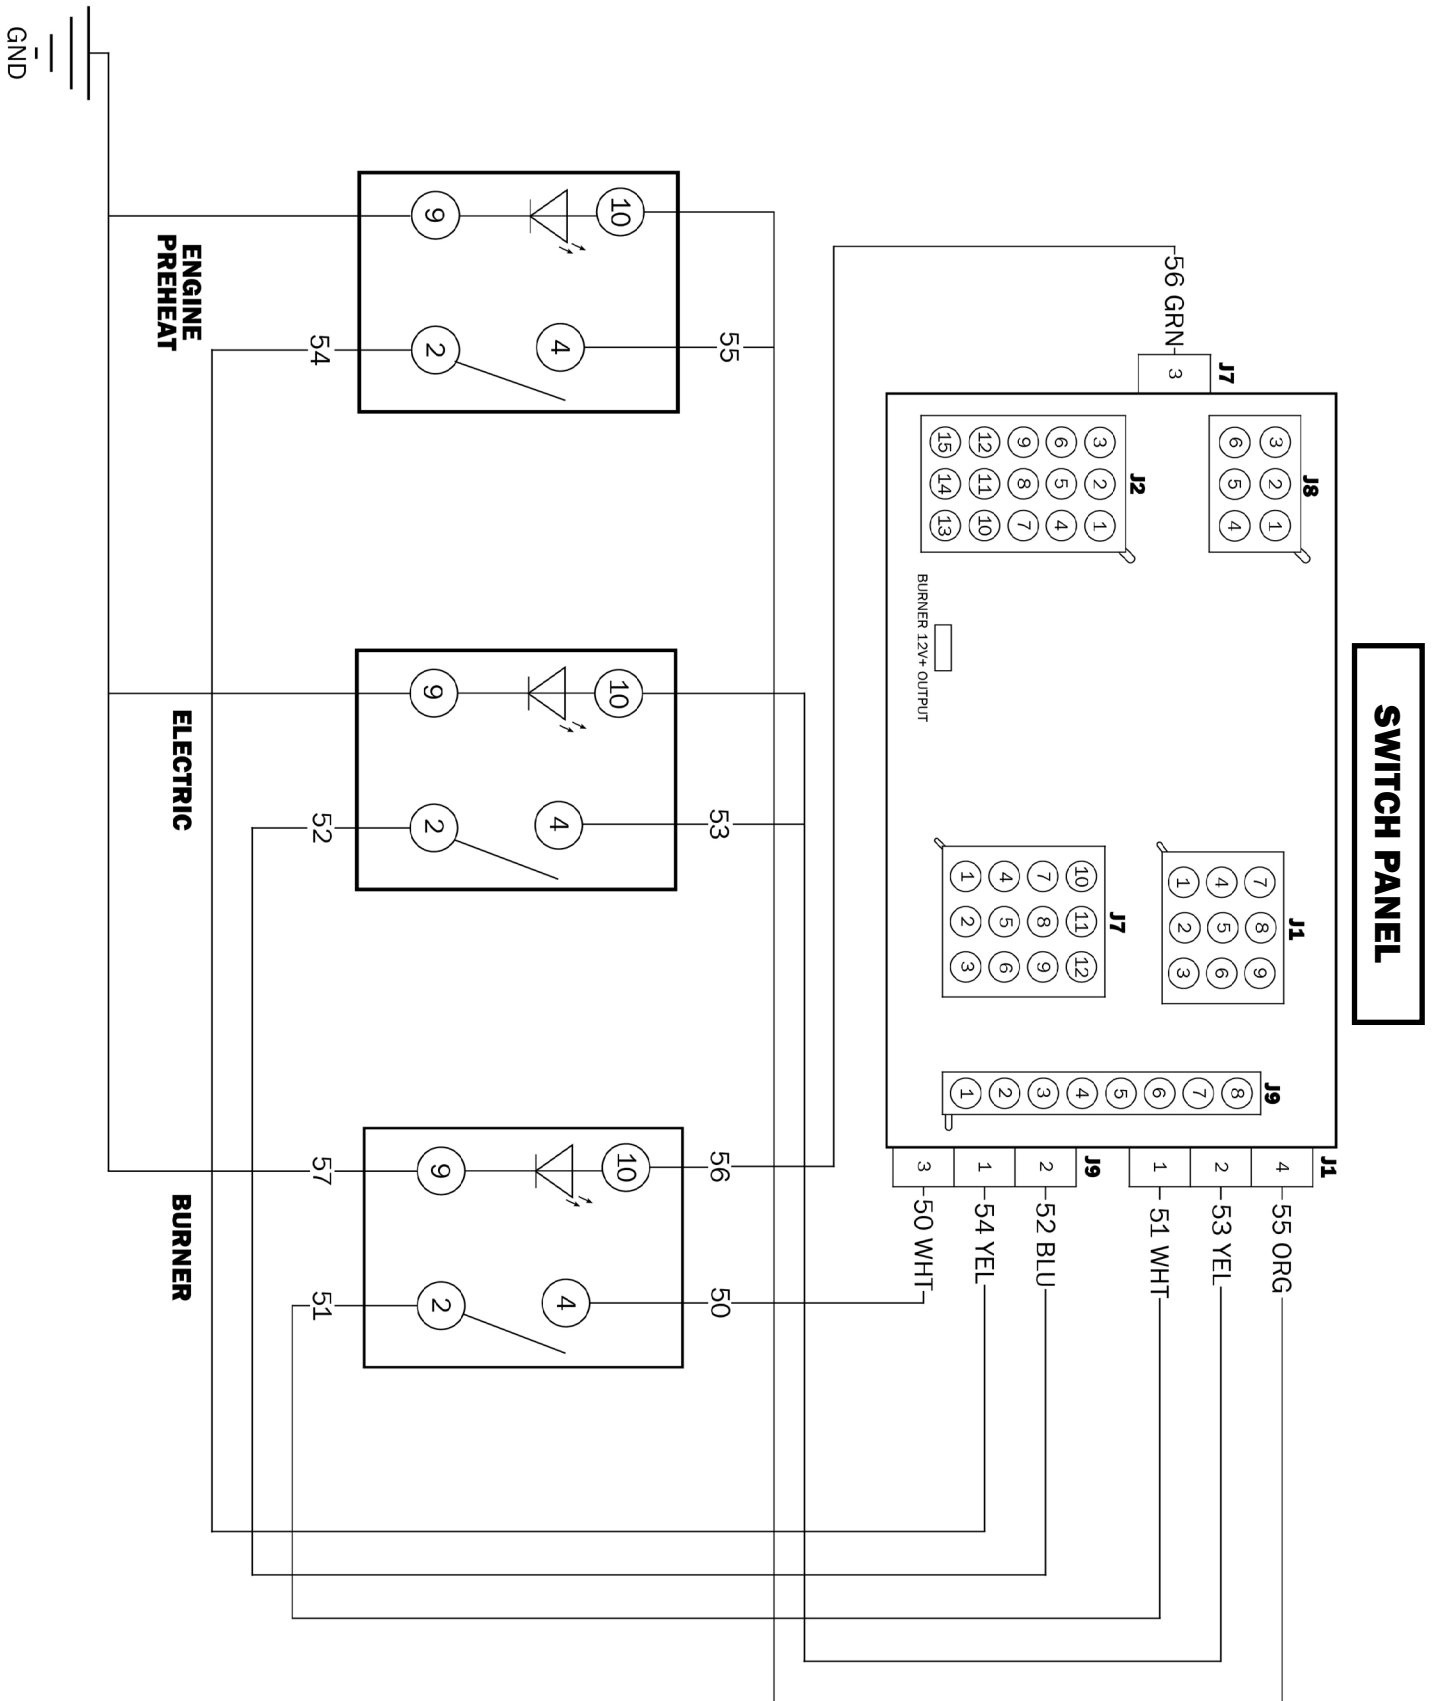 SWITCH PANEL
J8
3 2 1
6 5 4
J1
7 8 9
4 5 6
1 2 3
J9
8
7
6
5
4
3
2
1
J2
3 2 1
6 5 4
9 8 7
12 11 10
15 14 13
J7
10 11 12
7 8 9
4 5 6
1 2 3
BURNER 12V+ OUTPUT
J7
3
56 GRN
J1
4
55 ORG
2
53 YEL
1
51 WHT
J9
2
52 BLU
1
54 YEL
3
50 WHT
55
10
4
9
2
54
ENGINE
PREHEAT
53
10
4
9
2
52
ELECTRIC
56
50
10
4
9
2
57
51
BURNER
GND